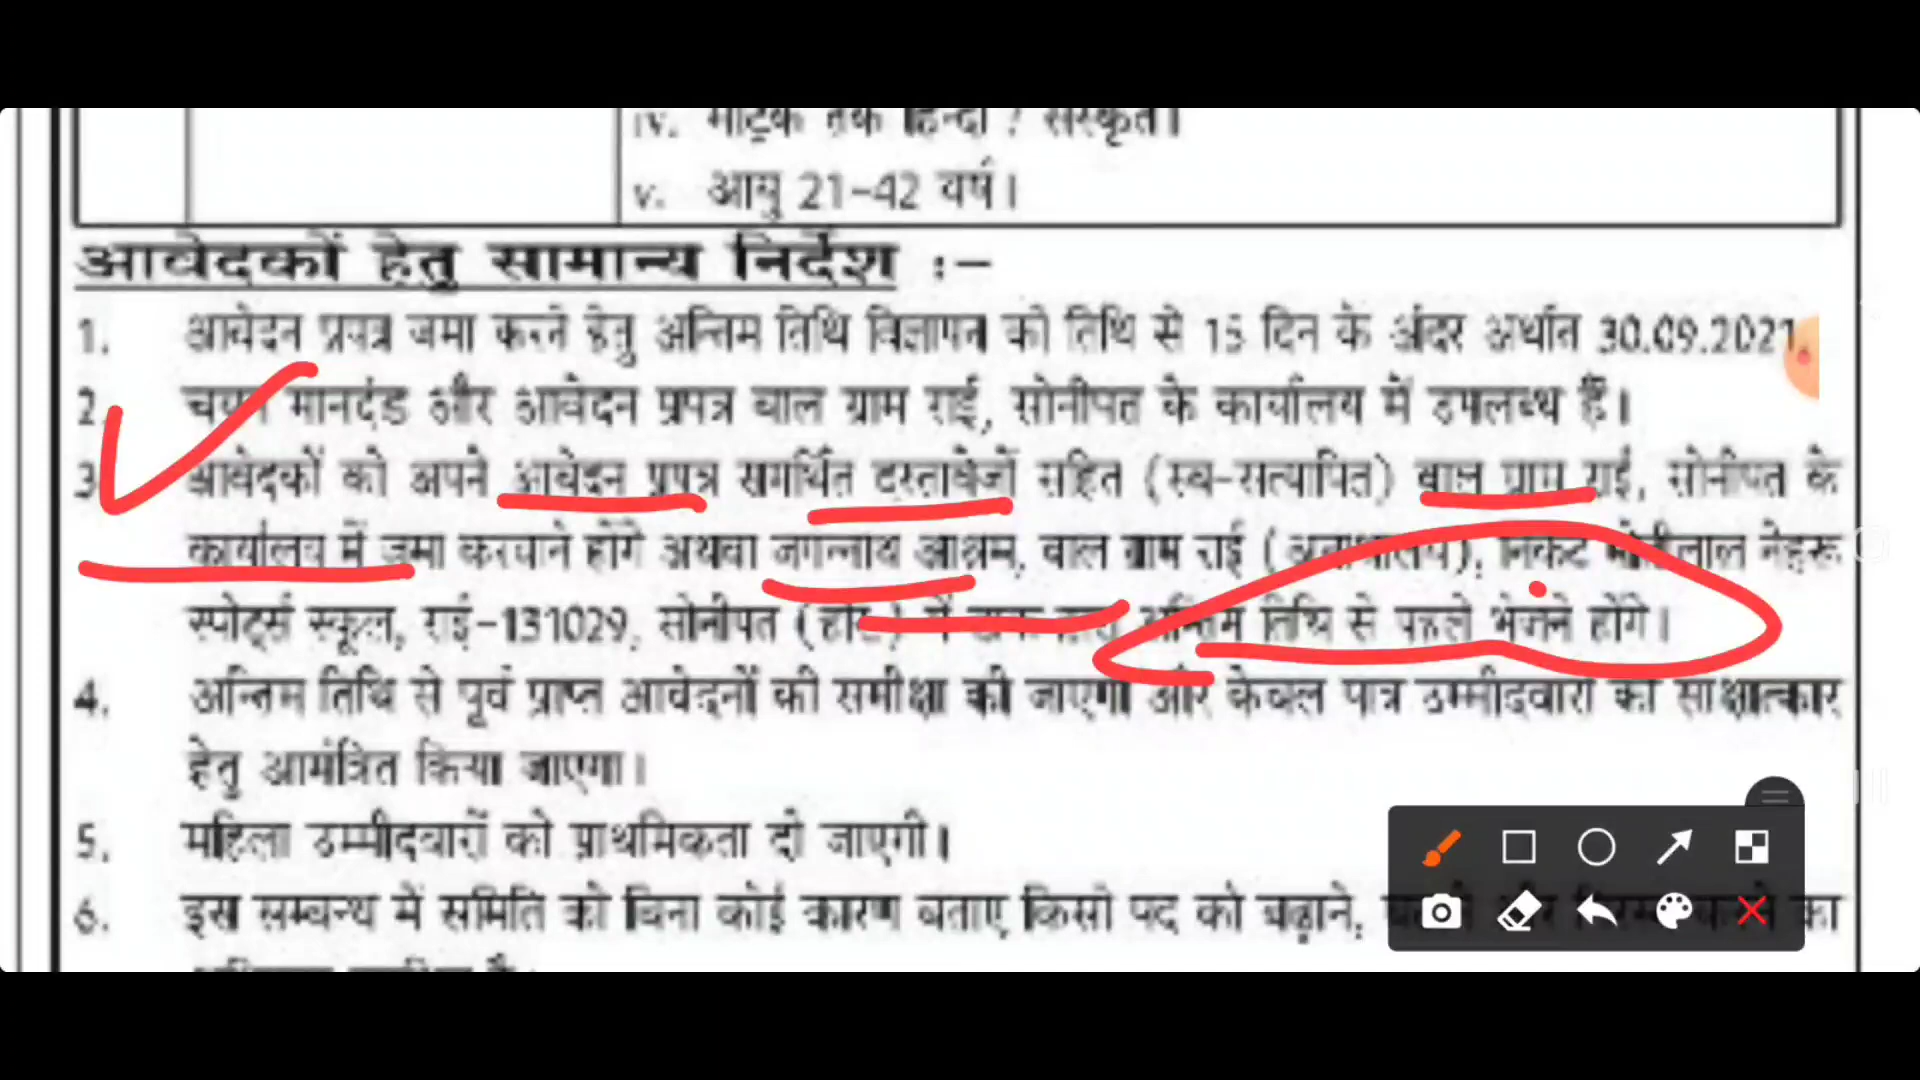 iv. मैट्रिक तक हिन्दी / संस्कृत।
v. आयु 21-42 वर्ष।
आवेदकों हेतु सामान्य निर्देश :-
1. आवेदन प्रपत्र जमा करने हेतु अन्तिम तिथि विज्ञापन की तिथि से 15 दिन के अंदर अर्थात 30.09.2021.
2. चयन मानदंड और आवेदन प्रपत्र बाल ग्राम राई, सोनीपत के कार्यालय में उपलब्ध हैं।
3. आवेदकों को अपने आवेदन प्रपत्र समर्थित दस्तावेजों सहित (स्व-सत्यापित) बाल ग्राम राई, सोनीपत के
कार्यालय में जमा करवाने होंगे अथवा जगन्नाथ आश्रम, बाल ग्राम राई (अनाथालय), निकट मोतीलाल नेहरू
स्पोर्ट्स स्कूल, राई-131029, सोनीपत (हरि.) में अन्तिम तिथि से पहले भेजने होंगे।
4. अन्तिम तिथि से पूर्व प्राप्त आवेदनों की समीक्षा की जाएगी और केवल पात्र उम्मीदवारों को साक्षात्कार
हेतु आमंत्रित किया जाएगा।
5. महिला उम्मीदवारों को प्राथमिकता दी जाएगी।
6. इस सम्बन्ध में समिति को बिना कोई कारण बताए किसी पद को बढ़ाने, का